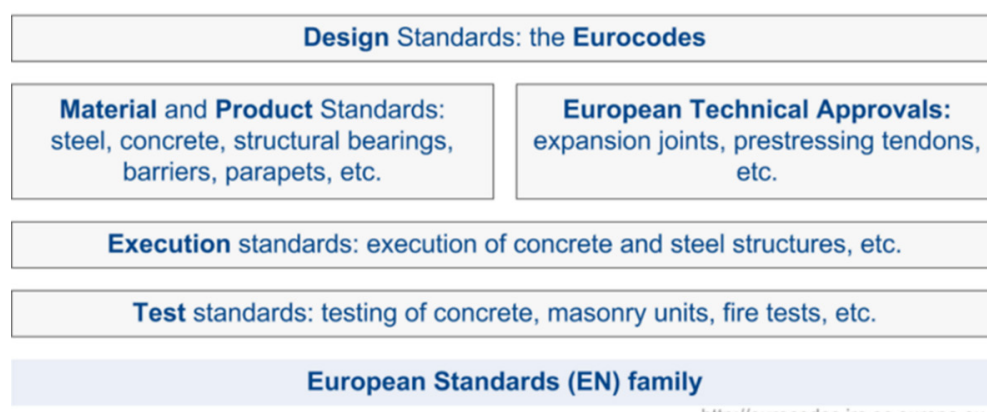 Design Standards: the Eurocodes
Material and Product Standards:
steel, concrete, structural bearings,
barriers, parapets, etc.
European Technical Approvals:
expansion joints, prestressing tendons,
etc.
Execution standards: execution of concrete and steel structures, etc.
Test standards: testing of concrete, masonry units, fire tests, etc.
European Standards (EN) family